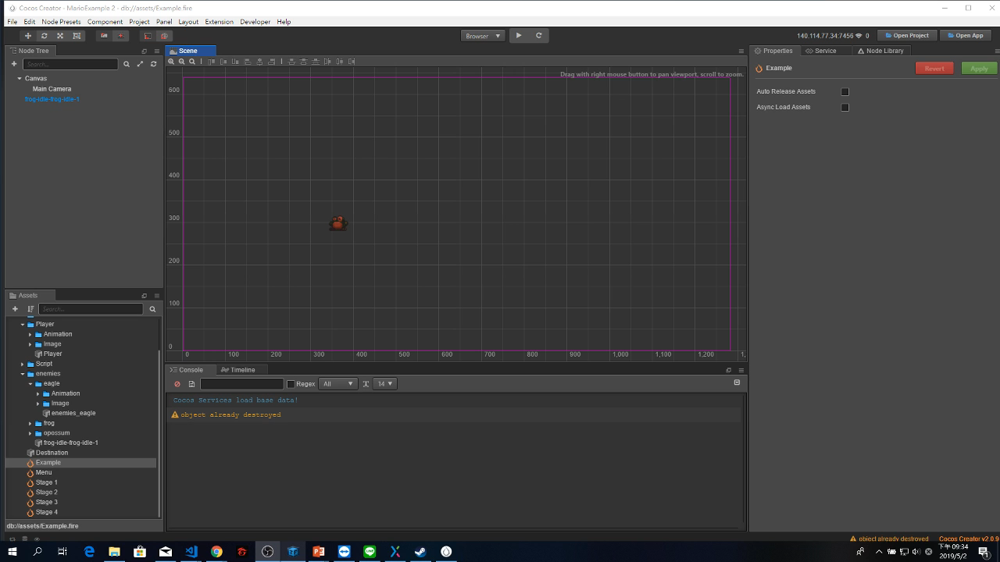 Cocos Creator - MarioExample 2 - db://assets/Example.fire
File Edit Node Presets Component Project Panel Layout Extension Developer Help
Browser
140.114.77.34:7456 0
Open Project
Open App
Node Tree
Search...
Canvas
Main Camera
frog-idle-frog-idle-1
Scene
Drag with right mouse button to pan viewport, scroll to zoom.
600
500
400
300
200
100
0
0 100 200 300 400 500 600 700 800 900 1,000 1,100 1,200 1,
Properties Service Node Library
Example
Revert Apply
Auto Release Assets
Async Load Assets
Assets
Search...
Player
Animation
Image
Player
Script
enemies
eagle
Animation
Image
enemies_eagle
frog
opossum
frog-idle-frog-idle-1
Destination
Example
Menu
Stage 1
Stage 2
Stage 3
Stage 4
db://assets/Example.fire
Console Timeline
Regex All 14
Cocos Services load base data!
object already destroyed
object already destroyed
Cocos Creator v2.0.9
下午 09:34
2019/5/2